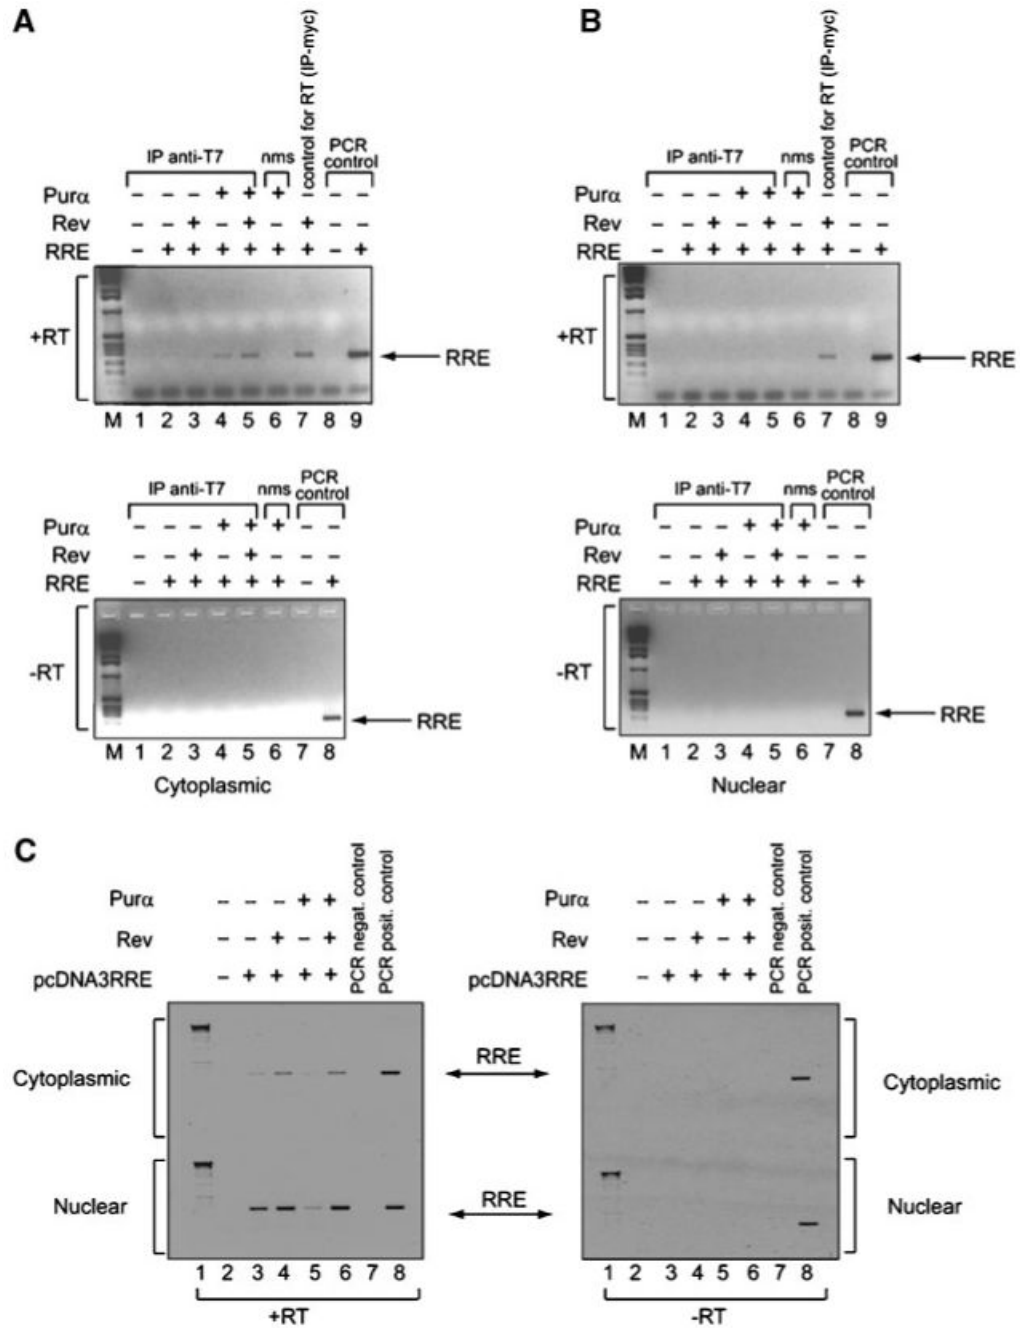 A
IP anti-T7 nms control for RT (IP-myc) PCR control
Purα – – – + + + – – –
Rev – – + – + – + – –
RRE – + + + + + + – +
+RT
RRE
M 1 2 3 4 5 6 7 8 9
IP anti-T7 nms PCR control
Purα – – – + + + – –
Rev – – + – + – – –
RRE – + + + + + – +
-RT
RRE
M 1 2 3 4 5 6 7 8
Cytoplasmic
B
IP anti-T7 nms control for RT (IP-myc) PCR control
Purα – – – + + + – – –
Rev – – + – + – + – –
RRE – + + + + + + – +
+RT
RRE
M 1 2 3 4 5 6 7 8 9
IP anti-T7 nms PCR control
Purα – – – + + + – –
Rev – – + – + – – –
RRE – + + + + + – +
-RT
RRE
M 1 2 3 4 5 6 7 8
Nuclear
C
PCR negat. control
PCR posit. control
Purα – – – + +
Rev – – + – +
pcDNA3RRE – + + + +
Cytoplasmic
RRE
Nuclear
RRE
1 2 3 4 5 6 7 8
+RT
PCR negat. control
PCR posit. control
Purα – – – + +
Rev – – + – +
pcDNA3RRE – + + + +
Cytoplasmic
Nuclear
1 2 3 4 5 6 7 8
-RT